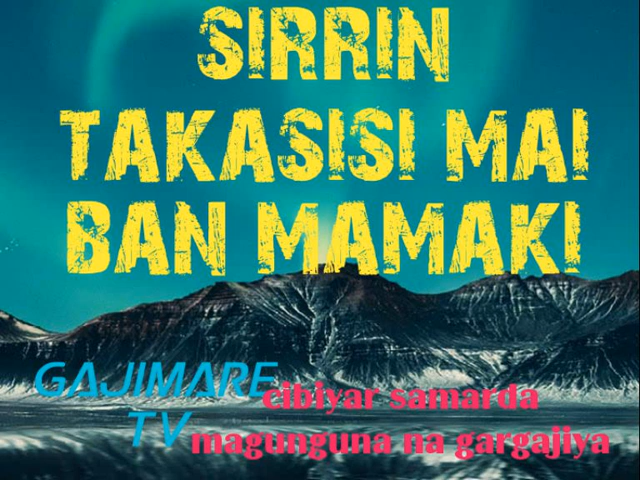 SIRRIN
TAKASISI MAI
BAN MAMAKI
GAJIMARE
TV
cibiyar samarda
magunguna na gargajiya